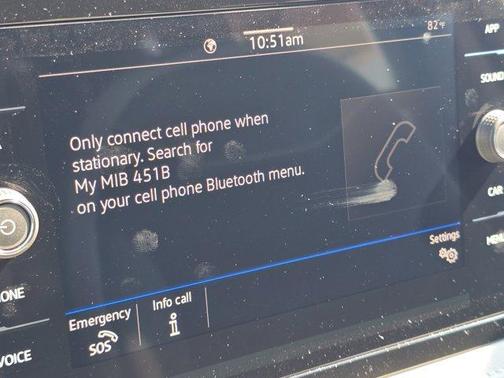 82°F
10:51am
APP
SOUND
Only connect cell phone when
stationary. Search for
My MIB 451B
on your cell phone Bluetooth menu.
CAR
Settings
MENU
Emergency
SOS
Info call
i
ONE
VOICE